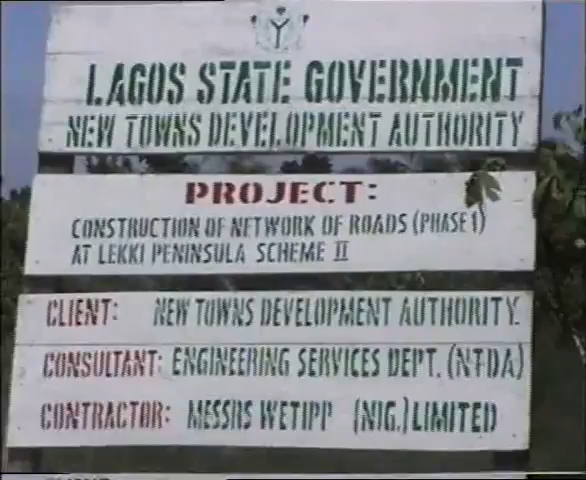 LAGOS STATE GOVERNMENT
NEW TOWNS DEVELOPMENT AUTHORITY
PROJECT:
CONSTRUCTION OF NETWORK OF ROADS (PHASE 1)
AT LEKKI PENINSULA SCHEME II
CLIENT: NEW TOWNS DEVELOPMENT AUTHORITY.
CONSULTANT: ENGINEERING SERVICES DEPT. (NTDA)
CONTRACTOR: MESSRS WETIPP (NIG.) LIMITED